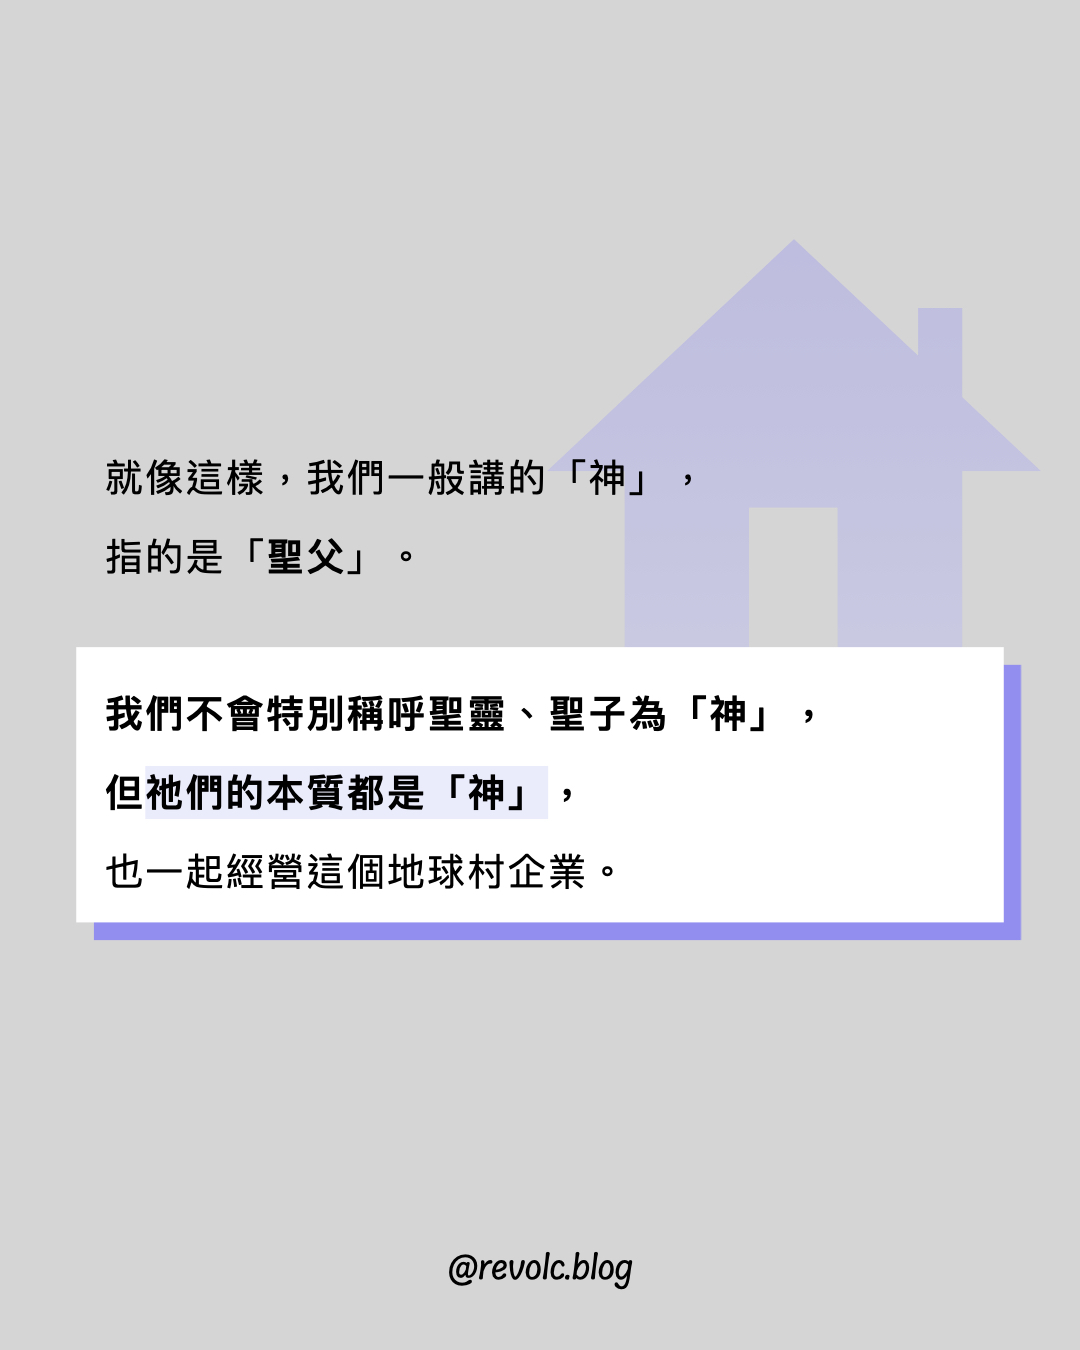 就像這樣，我們一般講的「神」，
指的是「聖父」。
我們不會特別稱呼聖靈、聖子為「神」，
但祂們的本質都是「神」，
也一起經營這個地球村企業。
@revolc.blog